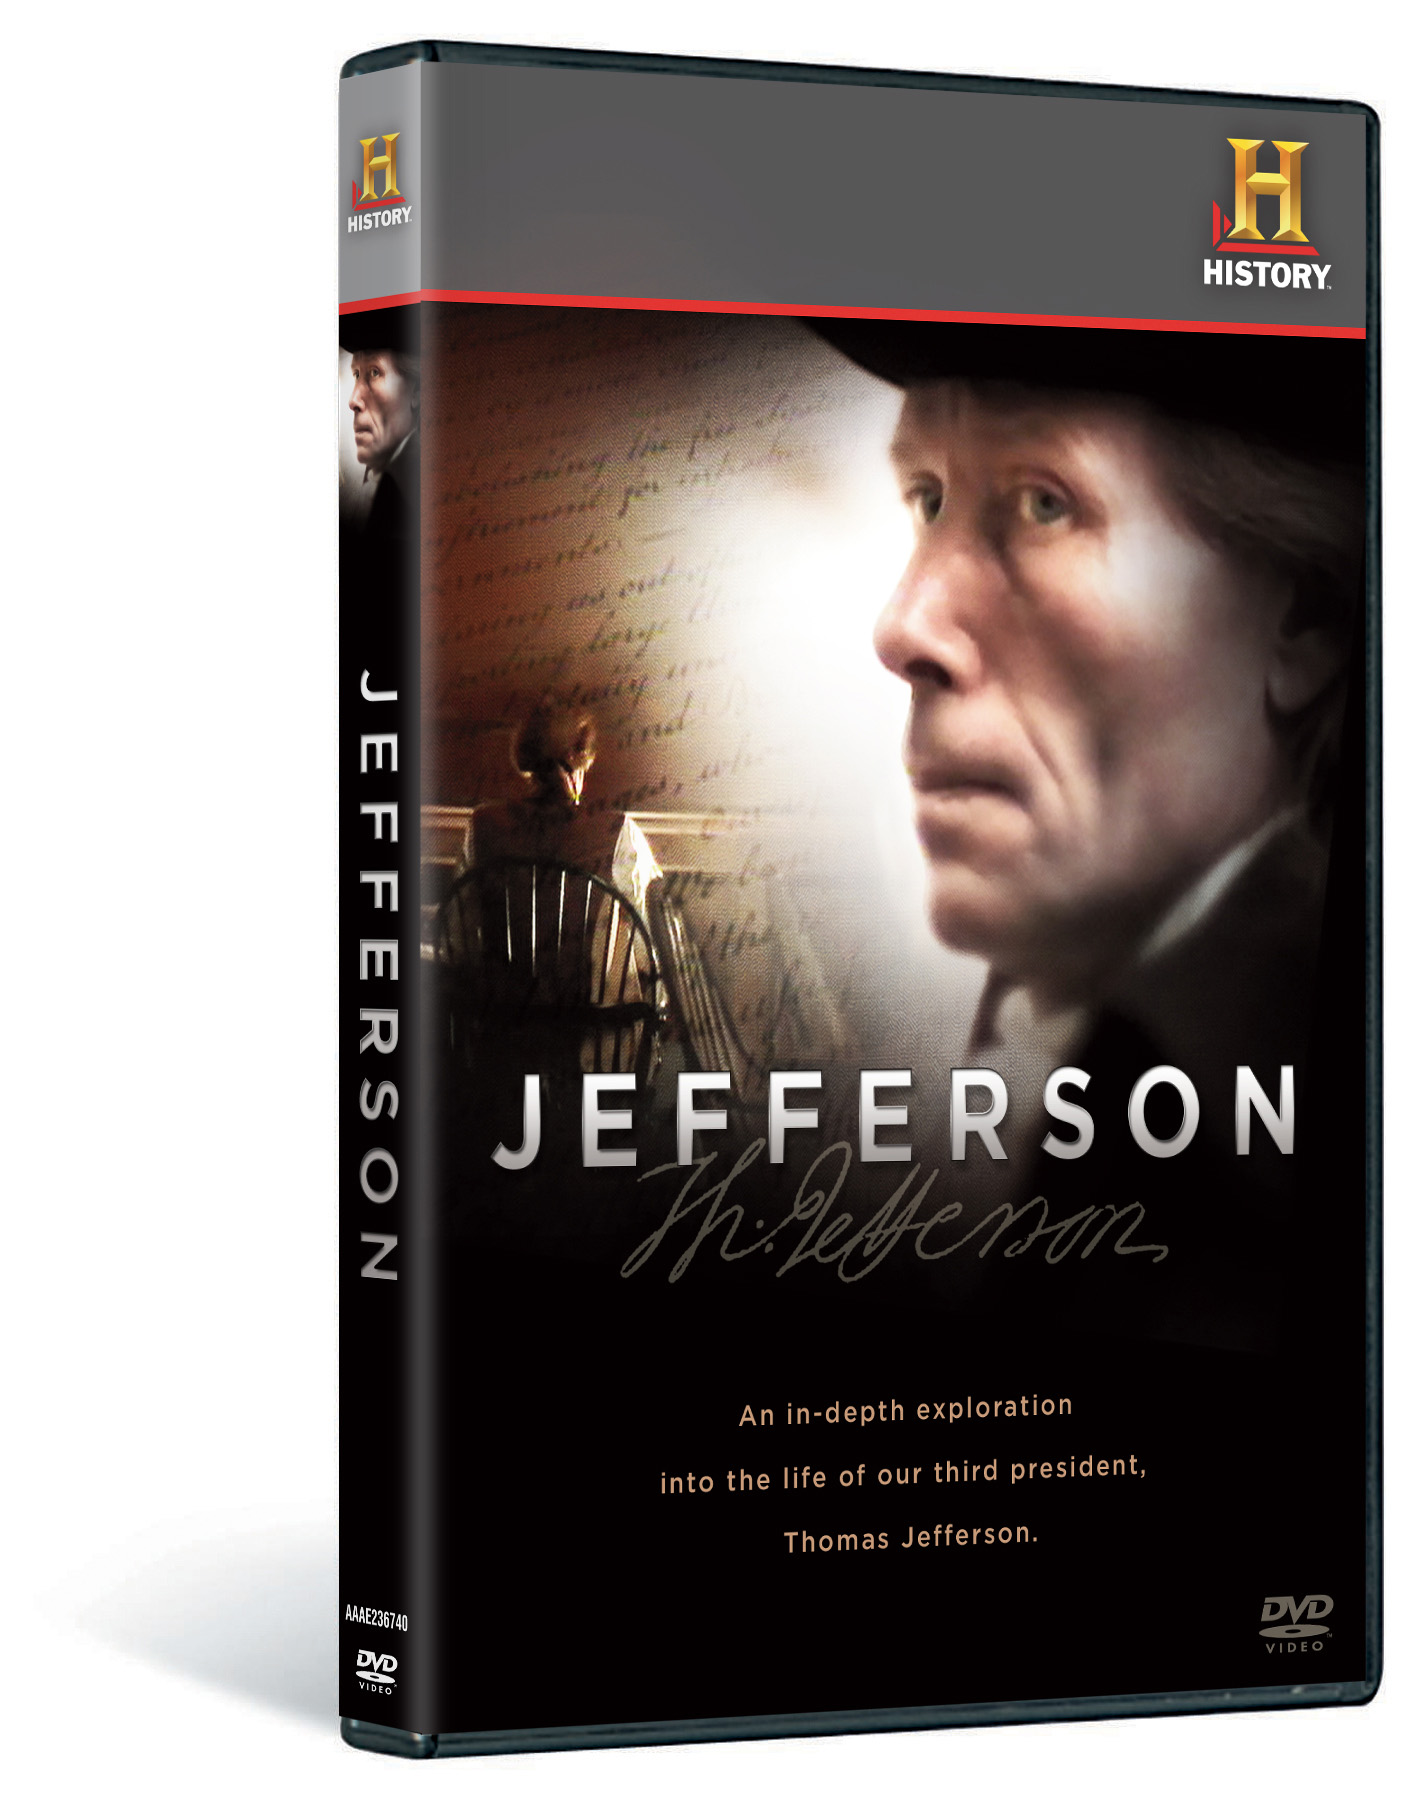 HISTORY
JEFFERSON
AAAE236740
DVD
VIDEO
HISTORY
JEFFERSON
Th. Jefferson
An in-depth exploration
into the life of our third president,
Thomas Jefferson.
DVD
VIDEO